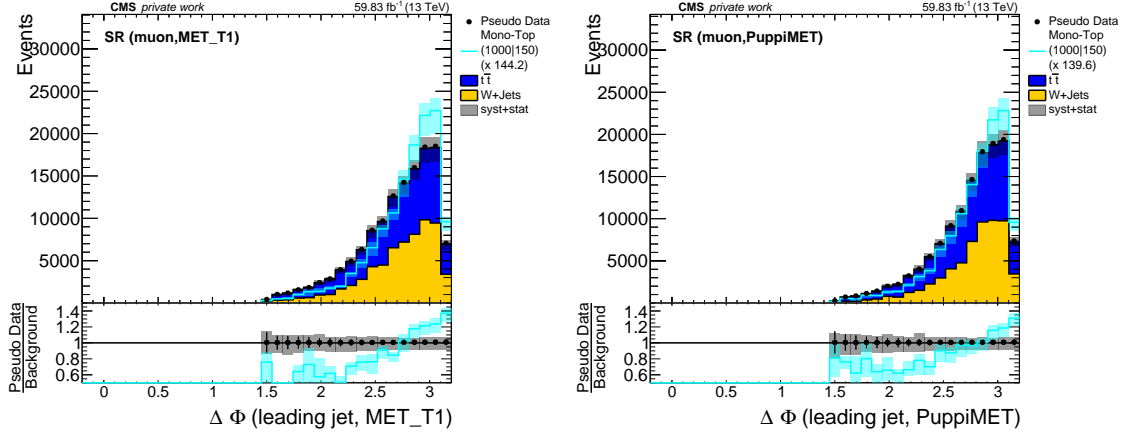 CMS private work 59.83 fb⁻¹ (13 TeV)
SR (muon,MET_T1)
Events
30000
25000
20000
15000
10000
5000
Pseudo Data
Mono-Top
(1000|150)
(x 144.2)
tt̅
W+Jets
syst+stat
Pseudo Data
Background
1.4
1.2
1
0.8
0.6
0 0.5 1 1.5 2 2.5 3
Δ Φ (leading jet, MET_T1)
CMS private work 59.83 fb⁻¹ (13 TeV)
SR (muon,PuppiMET)
Events
30000
25000
20000
15000
10000
5000
Pseudo Data
Mono-Top
(1000|150)
(x 139.6)
tt̅
W+Jets
syst+stat
Pseudo Data
Background
1.4
1.2
1
0.8
0.6
0 0.5 1 1.5 2 2.5 3
Δ Φ (leading jet, PuppiMET)